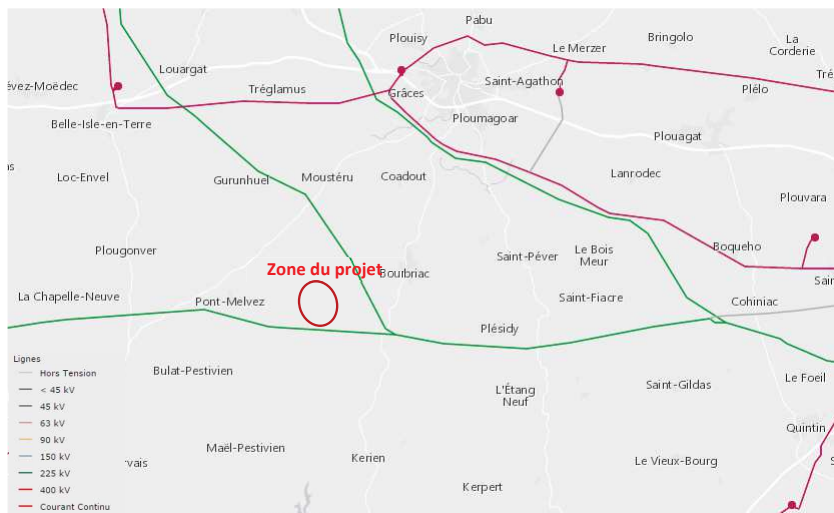 Pabu
Bringolo
La
Corderie
Plouisy
Le Merzer
Louargat
évez-Moëdec
Saint-Agathon
Tré
Tréglamus
Grâces
Plélo
Belle-Isle-en-Terre
Ploumagoar
Plouagat
Loc-Envel
Gurunhuel
Moustéru
Coadout
Lanrodec
Plouvara
Plougonver
Saint-Péver
Le Bois
Meur
Boqueho
Zone du projet
Bourbriac
Sain
La Chapelle-Neuve
Pont-Melvez
Saint-Fiacre
Cohiniac
Plésidy
Lignes
Hors Tension
< 45 kV
45 kV
63 kV
90 kV
150 kV
225 kV
400 kV
Courant Continu
Bulat-Pestivien
L'Étang
Neuf
Saint-Gildas
Le Foeil
Quintin
Maël-Pestivien
rvais
Kerien
Le Vieux-Bourg
Kerpert